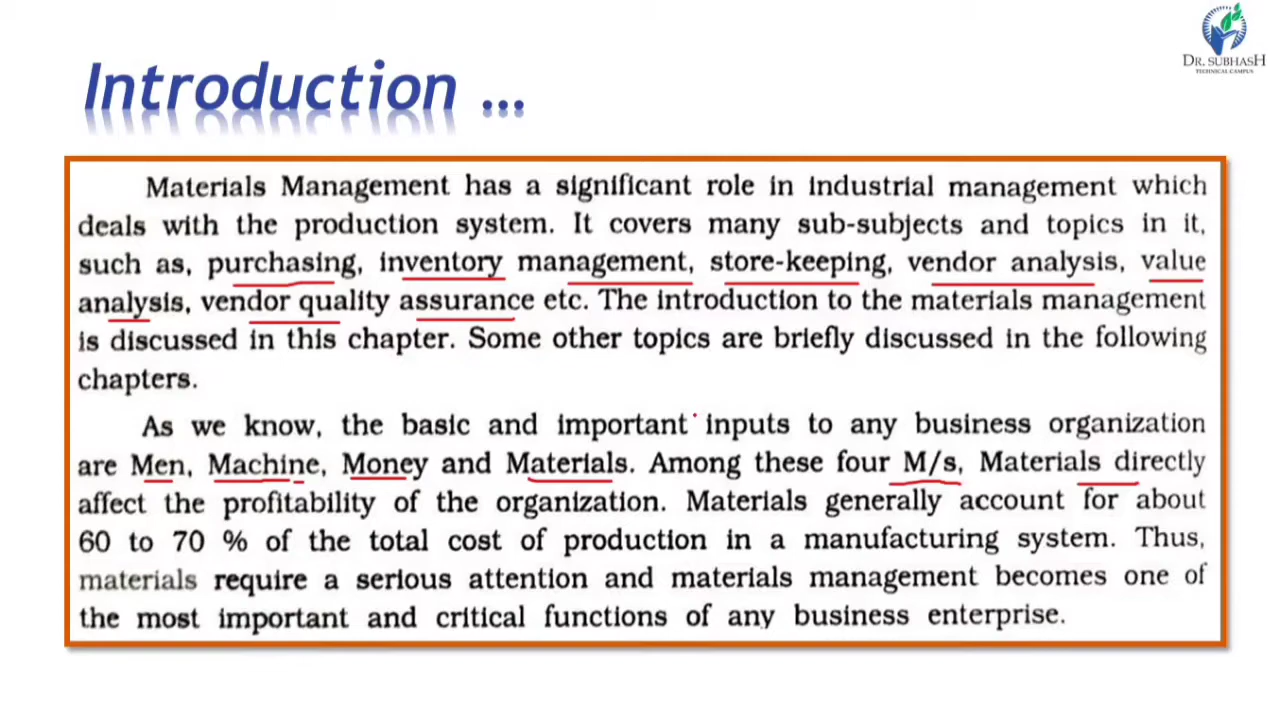 DR. SUBHASH
TECHNICAL CAMPUS
Introduction ...
Materials Management has a significant role in industrial management which
deals with the production system. It covers many sub-subjects and topics in it,
such as, purchasing, inventory management, store-keeping, vendor analysis, value
analysis, vendor quality assurance etc. The introduction to the materials management
is discussed in this chapter. Some other topics are briefly discussed in the following
chapters.
As we know, the basic and important inputs to any business organization
are Men, Machine, Money and Materials. Among these four M/s, Materials directly
affect the profitability of the organization. Materials generally account for about
60 to 70 % of the total cost of production in a manufacturing system. Thus,
materials require a serious attention and materials management becomes one of
the most important and critical functions of any business enterprise.